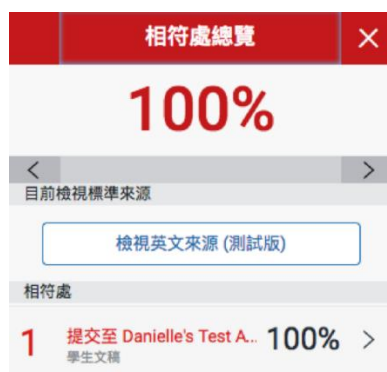 相符處總覽
100%
目前檢視標準來源
檢視英文來源 (測試版)
相符處
1 提交至 Danielle's Test A... 100%
學生文稿